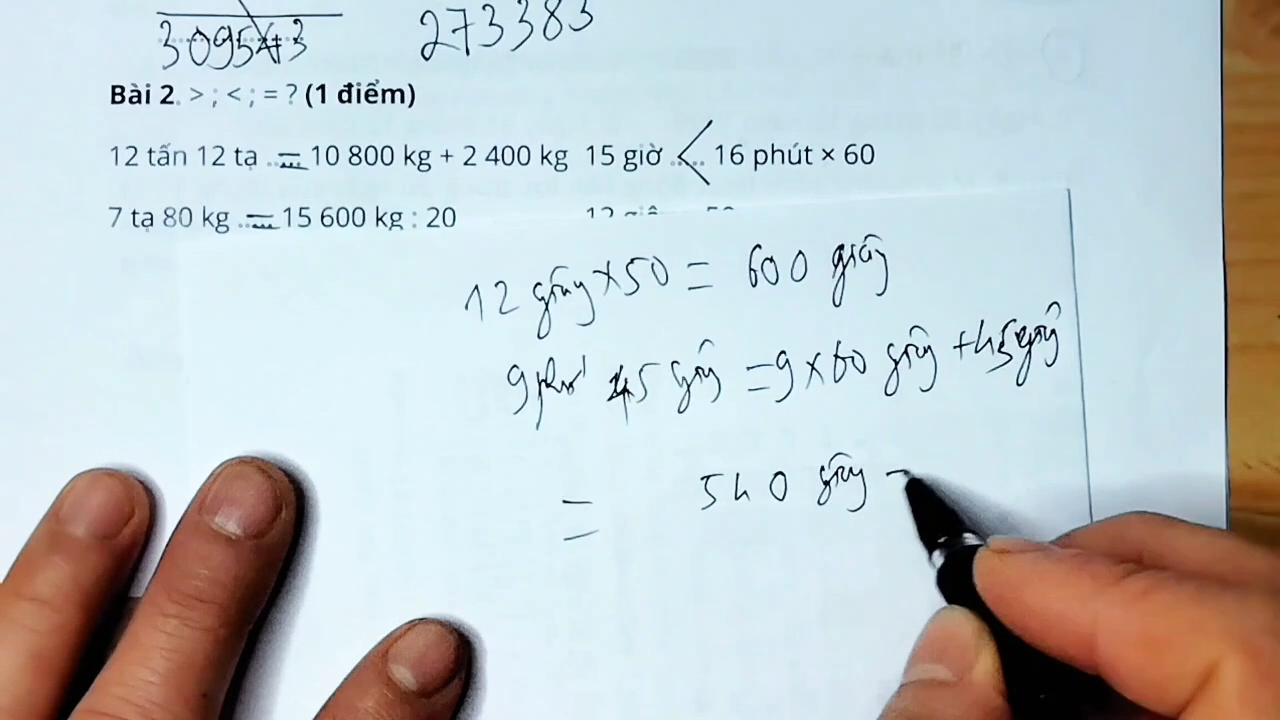 309543 273383
Bài 2. > ; < ; = ? (1 điểm)
12 tấn 12 tạ ..=.. 10 800 kg + 2 400 kg 15 giờ ..<.. 16 phút × 60
7 tạ 80 kg ..=.. 15 600 kg : 20
12 giây × 50 = 600 giây
9 phút 45 giây = 9 × 60 giây + 45 giây
= 540 giây